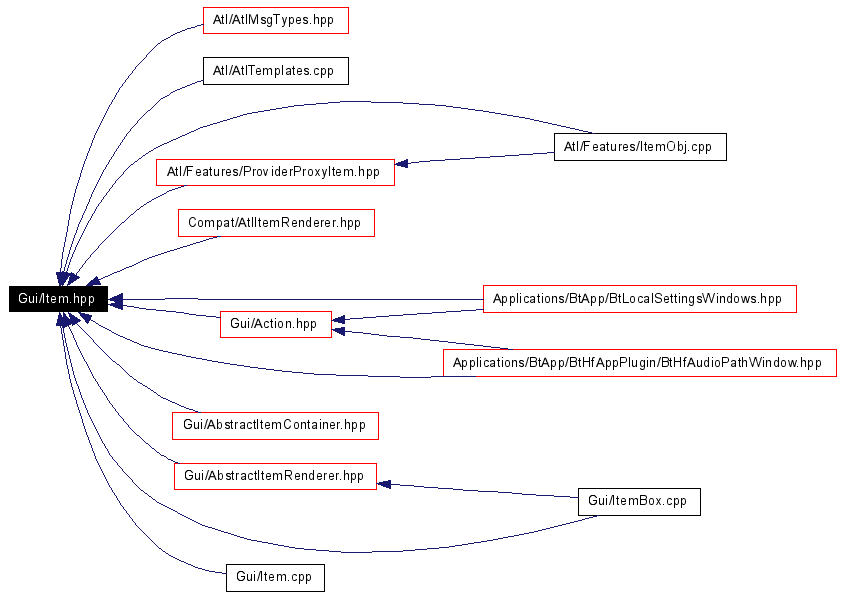 Atl/AtlMsgTypes.hpp
Atl/AtlTemplates.cpp
Atl/Features/ItemObj.cpp
Atl/Features/ProviderProxyItem.hpp
Compat/AtlItemRenderer.hpp
Gui/Item.hpp
Applications/BtApp/BtLocalSettingsWindows.hpp
Gui/Action.hpp
Applications/BtApp/BtHfAppPlugin/BtHfAudioPathWindow.hpp
Gui/AbstractItemContainer.hpp
Gui/AbstractItemRenderer.hpp
Gui/ItemBox.cpp
Gui/Item.cpp